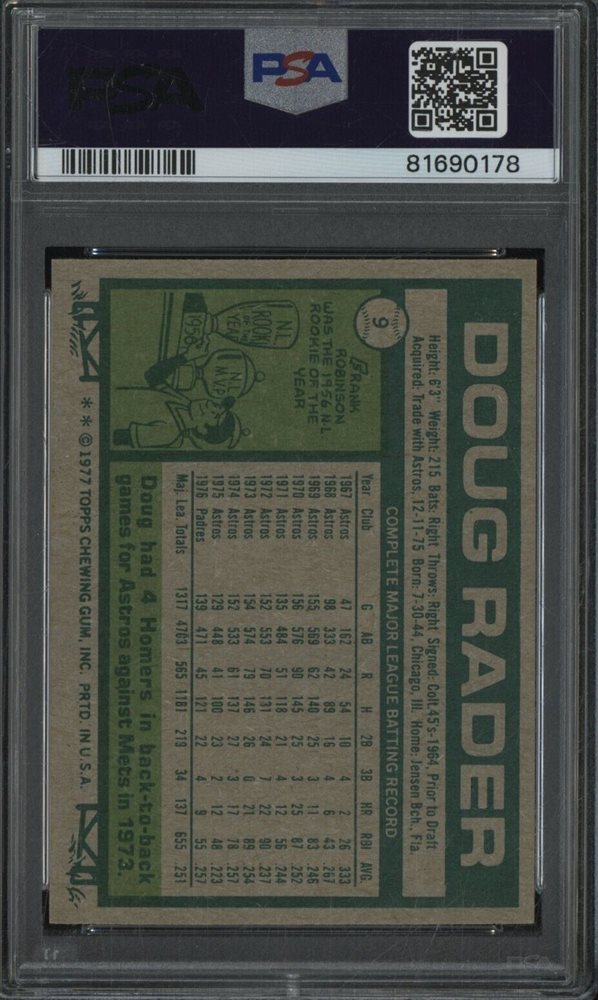 PSA
PSA
81690178
9
DOUG RADER
Height: 6'3" Weight: 215 Bats: Right Throws: Right Signed: Colt.45's-1964, Prior to Draft
Acquired: Trade with Astros, 12-11-75 Born: 7-30-44, Chicago, Ill. Home: Jensen Bch, Fla.
COMPLETE MAJOR LEAGUE BATTING RECORD
Year Club G AB R H 2B 3B HR RBI AVG.
1967 Astros 47 162 24 54 10 4 2 26 .333
1968 Astros 98 333 42 89 16 4 6 43 .267
1969 Astros 155 569 62 140 25 3 11 83 .246
1970 Astros 156 576 90 145 25 3 25 87 .252
1971 Astros 135 484 51 118 21 4 12 56 .244
1972 Astros 152 553 70 131 24 7 22 90 .237
1973 Astros 154 574 79 146 26 0 21 89 .254
1974 Astros 152 533 61 137 27 3 17 78 .257
1975 Astros 129 448 41 100 23 2 12 48 .223
1976 Padres 139 471 45 121 22 4 9 55 .257
Maj. Lea Totals 1317 4703 565 1181 219 34 137 655 .251
FRANK
ROBINSON
WAS THE 1956 N.L
ROOKIE OF THE
YEAR
N.L.
ROOK
OF THE
YEAR
1956
N.L
M.V.P
Doug had 4 Homers in back-to-back
games for Astros against Mets in 1973.
* * © 1977 TOPPS CHEWING GUM, INC. PRTD. IN U.S.A.